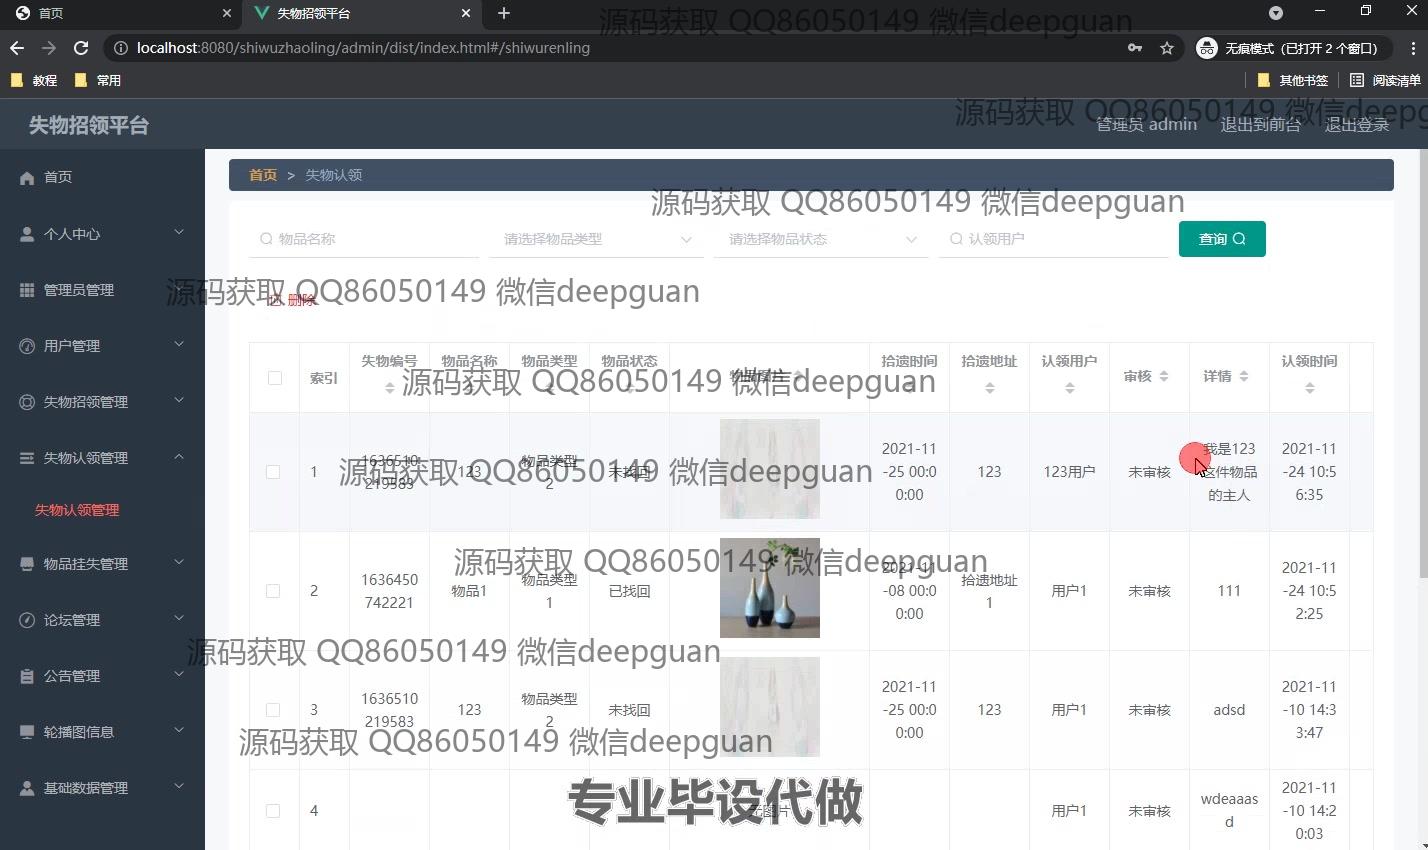 首页
失物招领平台
localhost:8080/shiwuzhaoling/admin/dist/index.html#/shiwurenling
无痕模式 (已打开 2 个窗口)
教程
常用
其他书签
阅读清单
源码获取 QQ86050149 微信deepguan
失物招领平台
管理员 admin
退出到前台
退出登录
源码获取 QQ86050149 微信deepg
首页
个人中心
管理员管理
用户管理
失物招领管理
失物认领管理
失物认领管理
物品挂失管理
论坛管理
公告管理
轮播图信息
基础数据管理
首页 > 失物认领
源码获取 QQ86050149 微信deepguan
物品名称
请选择物品类型
请选择物品状态
认领用户
查询
源码获取 QQ86050149 微信deepguan
删除
索引
失物编号
物品名称
物品类型
物品状态
拾遗时间
拾遗地址
认领用户
审核
详情
认领时间
源码获取 QQ86050149 微信deepguan
1
1636510
219583
123
物品类型
2
未找回
2021-11
-25 00:0
0:00
123
123用户
未审核
我是123
这件物品
的主人
2021-11
-24 10:5
6:35
源码获取 QQ86050149 微信deepguan
源码获取 QQ86050149 微信deepguan
2
1636450
742221
物品1
物品类型
1
已找回
2021-11
-08 00:0
0:00
拾遗地址
1
用户1
未审核
111
2021-11
-24 10:5
2:25
源码获取 QQ86050149 微信deepguan
3
1636510
219583
123
物品类型
2
未找回
2021-11
-25 00:0
0:00
123
用户1
未审核
adsd
2021-11
-10 14:3
3:47
源码获取 QQ86050149 微信deepguan
4
专业毕设代做
用户1
未审核
wdeaaas
d
2021-11
-10 14:2
0:03